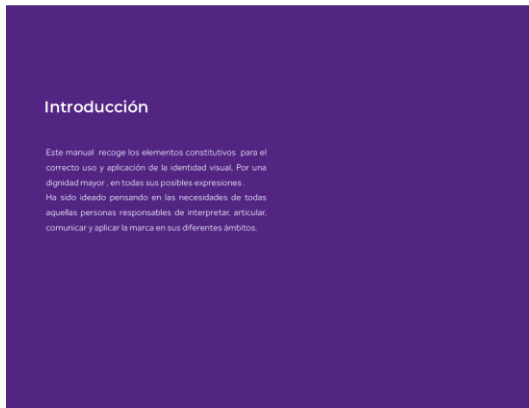 Introducción
Este manual recoge los elementos constitutivos para el
correcto uso y aplicación de la identidad visual, Por una
dignidad mayor , en todas sus posibles expresiones .
Ha sido ideado pensando en las necesidades de todas
aquellas personas responsables de interpretar, articular,
comunicar y aplicar la marca en sus diferentes ámbitos.